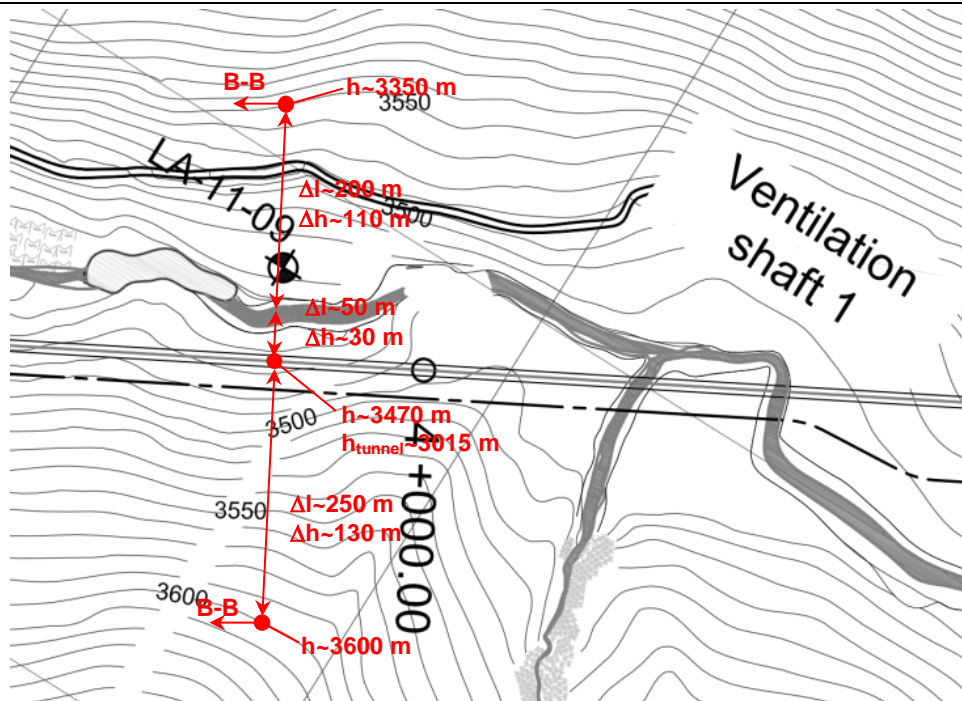 B-B
h~3350 m
3550
LA-11-09
Δl~200 m
Δh~110 m
3500
Ventilation
shaft 1
Δl~50 m
Δh~30 m
h~3470 m
3500
htunnel~3015 m
4+000.00
Δl~250 m
3550
Δh~130 m
3600
B-B
h~3600 m